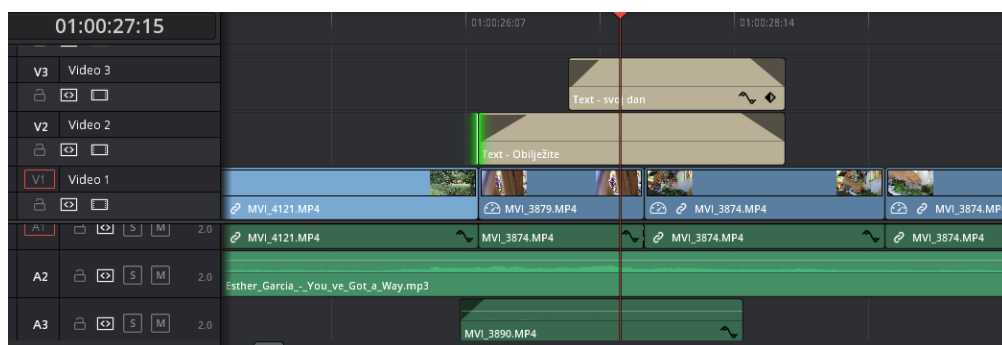 01:00:27:15
01:00:26:07
01:00:28:14
V3 Video 3
Text - svoj dan
V2 Video 2
Text - Obilježite
V1 Video 1
MVI_4121.MP4
MVI_3879.MP4
MVI_3874.MP4
MVI_3874.MP
A1 S M 2.0
MVI_4121.MP4
MVI_3874.MP4
MVI_3874.MP4
MVI_3874.MP4
A2 S M 2.0
Esther_Garcia_-_You_ve_Got_a_Way.mp3
A3 S M 2.0
MVI_3890.MP4